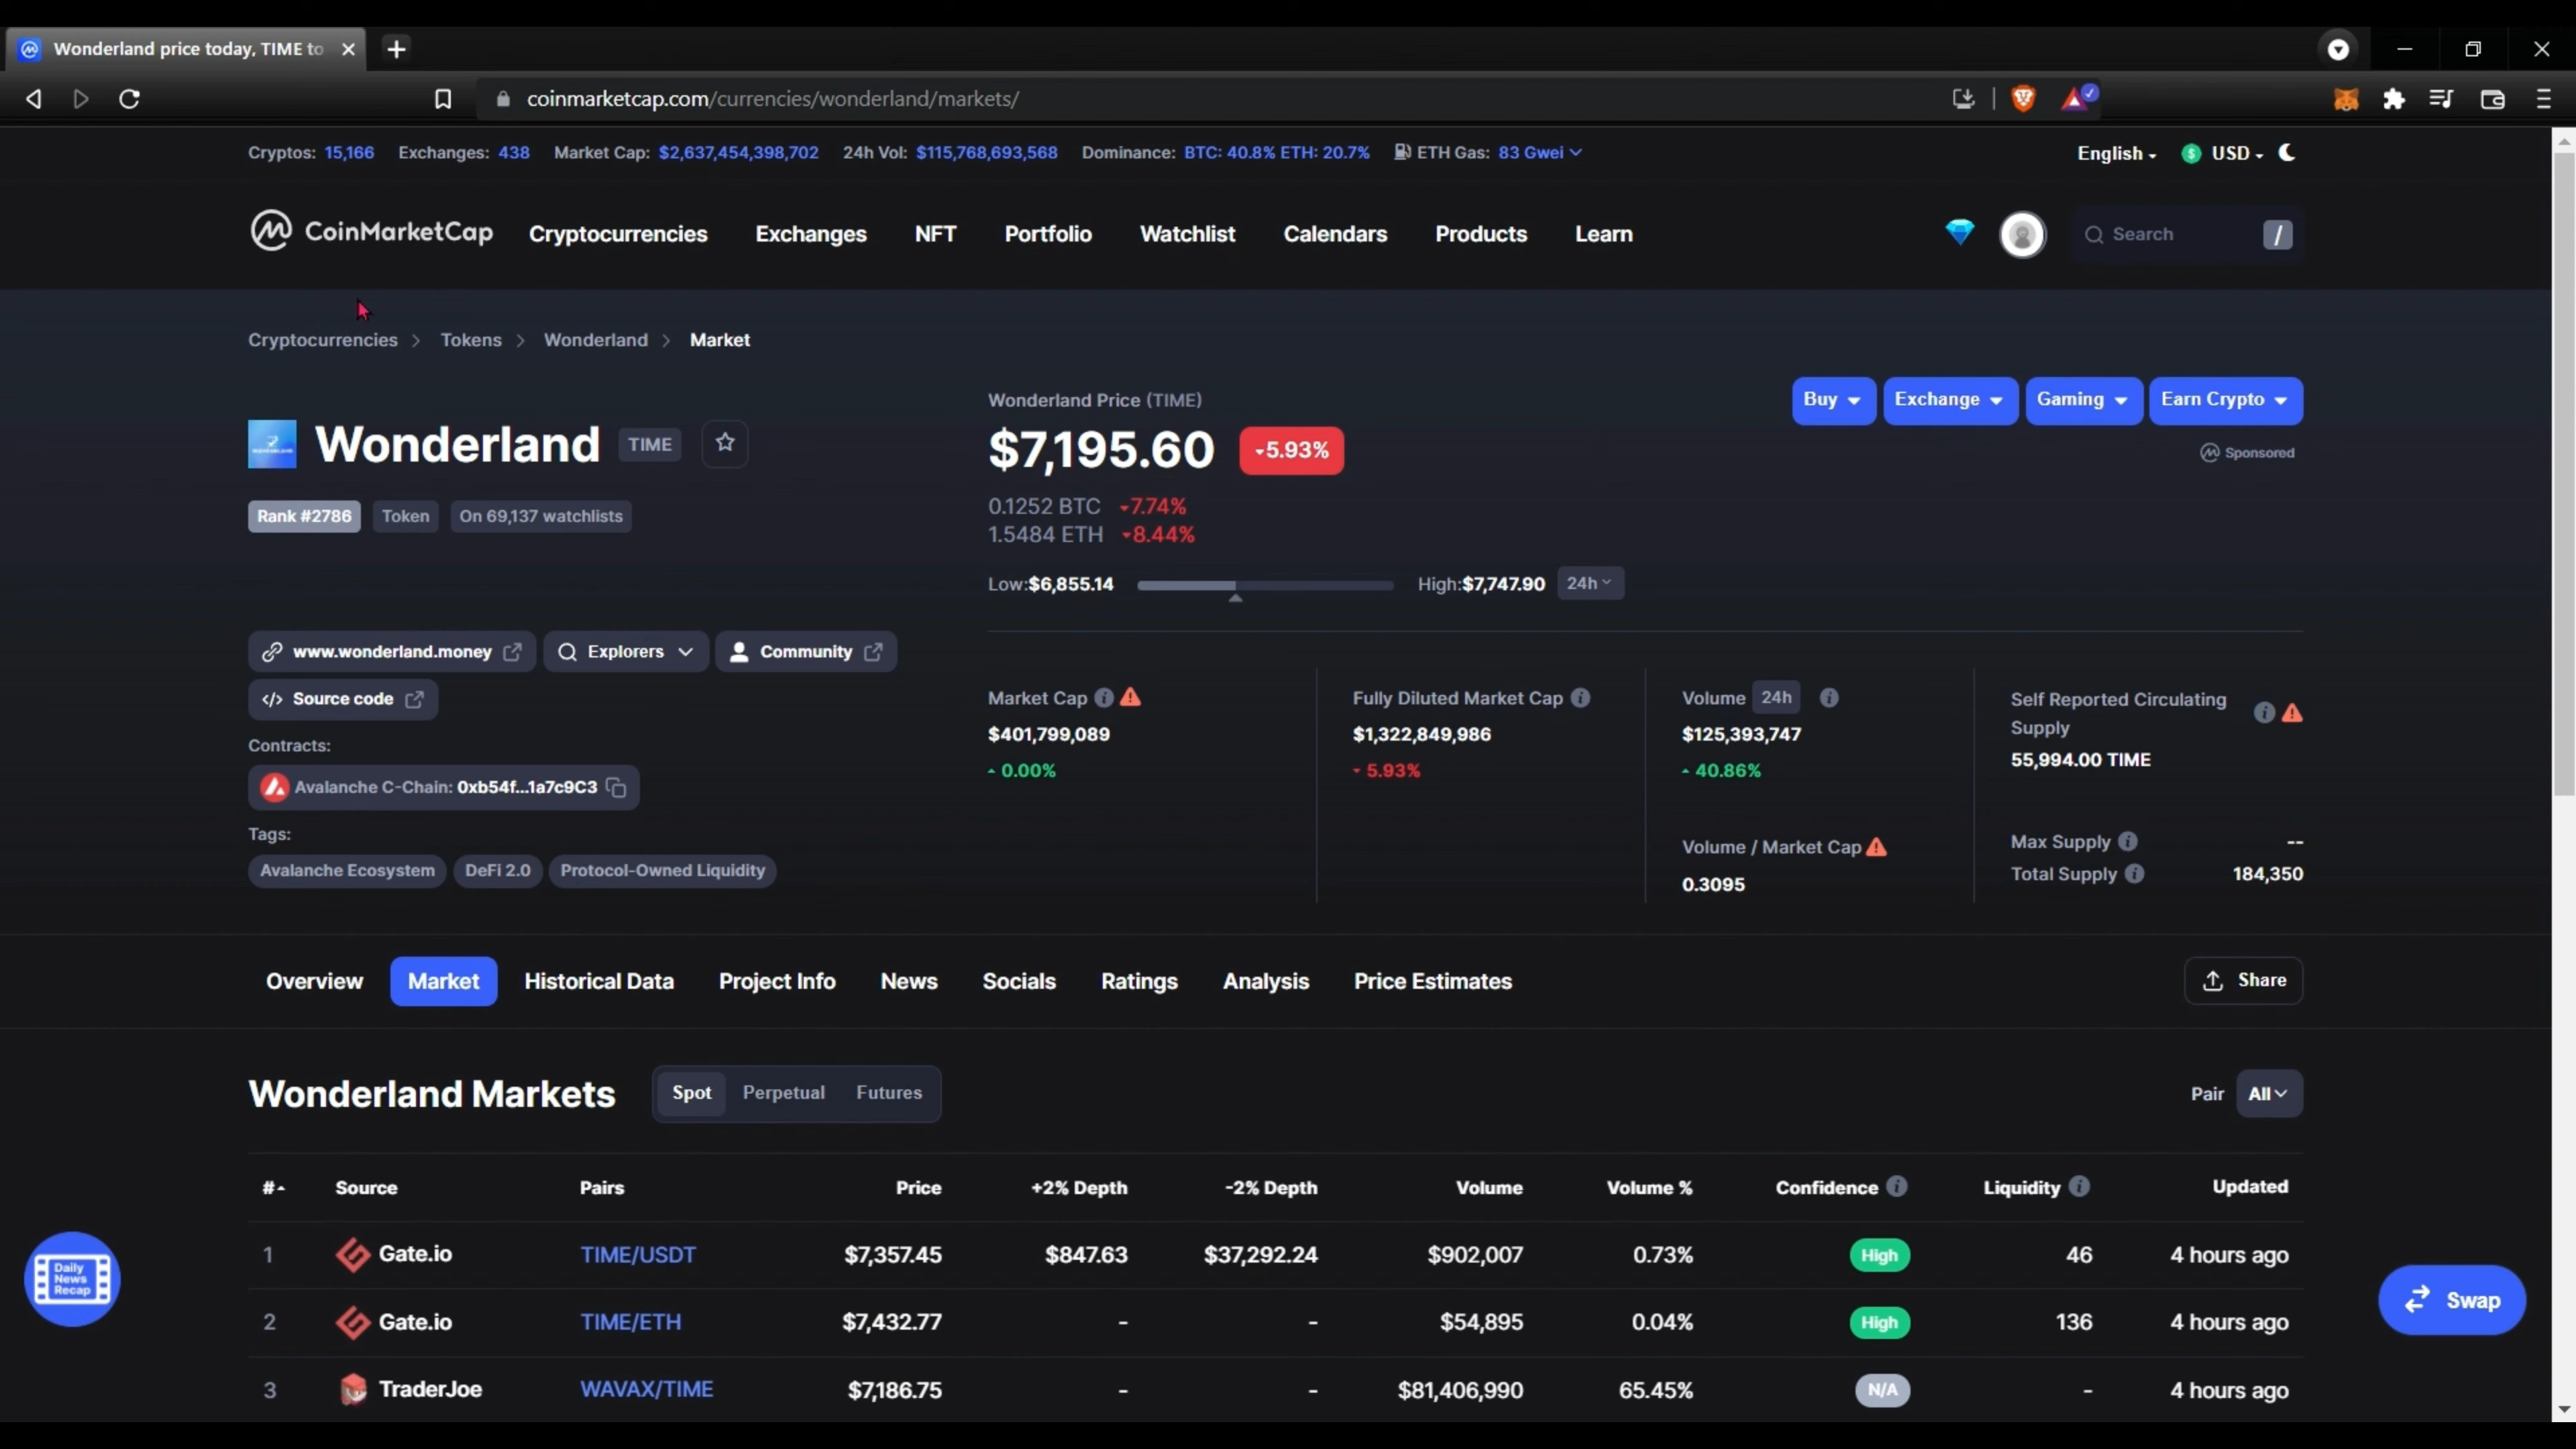 Wonderland price today, TIME to
coinmarketcap.com/currencies/wonderland/markets/
Cryptos: 15,166 Exchanges: 438 Market Cap: $2,637,454,398,702 24h Vol: $115,768,693,568 Dominance: BTC: 40.8% ETH: 20.7% ETH Gas: 83 Gwei English USD
CoinMarketCap Cryptocurrencies Exchanges NFT Portfolio Watchlist Calendars Products Learn Search /
Cryptocurrencies > Tokens > Wonderland > Market
Wonderland TIME
Rank #2786 Token On 69,137 watchlists
Wonderland Price (TIME)
$7,195.60 5.93%
0.1252 BTC 7.74%
1.5484 ETH 8.44%
Low:$6,855.14 High:$7,747.90 24h
Buy Exchange Gaming Earn Crypto
Sponsored
www.wonderland.money Explorers Community
</> Source code
Contracts:
Avalanche C-Chain: 0xb54f...1a7c9C3
Tags:
Avalanche Ecosystem DeFi 2.0 Protocol-Owned Liquidity
Market Cap
$401,799,089
0.00%
Fully Diluted Market Cap
$1,322,849,986
5.93%
Volume 24h
$125,393,747
40.86%
Volume / Market Cap
0.3095
Self Reported Circulating
Supply
55,994.00 TIME
Max Supply --
Total Supply 184,350
Overview Market Historical Data Project Info News Socials Ratings Analysis Price Estimates Share
Wonderland Markets Spot Perpetual Futures Pair All
# Source Pairs Price +2% Depth -2% Depth Volume Volume % Confidence Liquidity Updated
1 Gate.io TIME/USDT $7,357.45 $847.63 $37,292.24 $902,007 0.73% High 46 4 hours ago
2 Gate.io TIME/ETH $7,432.77 - - $54,895 0.04% High 136 4 hours ago
3 TraderJoe WAVAX/TIME $7,186.75 - - $81,406,990 65.45% N/A - 4 hours ago
Daily
News
Recap
Swap